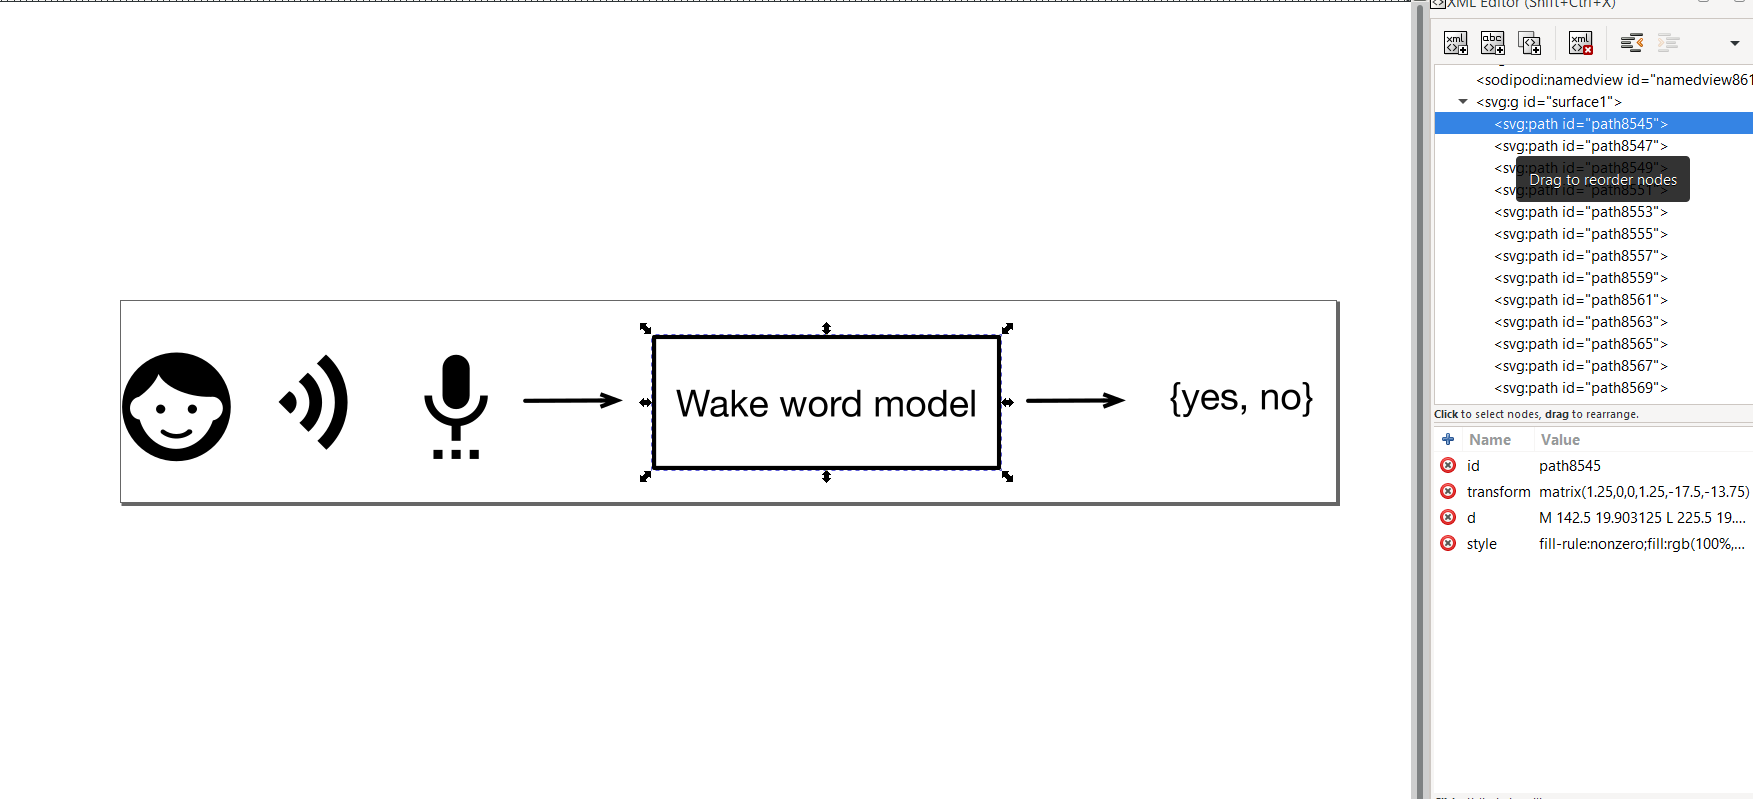 XML Editor (Shift+Ctrl+X)
<sodipodi:namedview id="namedview861
<svg:g id="surface1">
<svg:path id="path8545">
<svg:path id="path8547">
<svg:path id="path8549">
<svg:path id="path8551">
Drag to reorder nodes
<svg:path id="path8553">
<svg:path id="path8555">
<svg:path id="path8557">
<svg:path id="path8559">
<svg:path id="path8561">
<svg:path id="path8563">
<svg:path id="path8565">
<svg:path id="path8567">
<svg:path id="path8569">
Click to select nodes, drag to rearrange.
Name Value
id path8545
transform matrix(1.25,0,0,1.25,-17.5,-13.75)
d M 142.5 19.903125 L 225.5 19....
style fill-rule:nonzero;fill:rgb(100%,...
Wake word model
{yes, no}